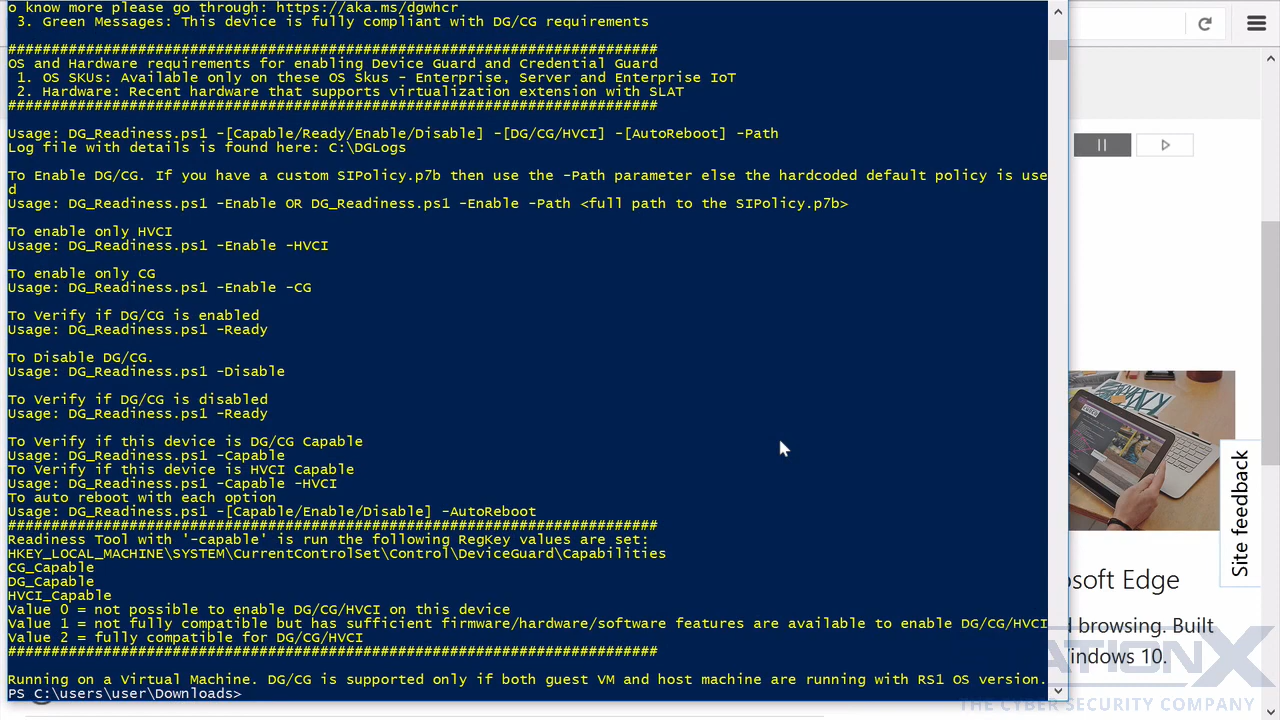 o know more please go through: https://aka.ms/dgwhcr
3. Green Messages: This device is fully compliant with DG/CG requirements
###########################################################################
OS and Hardware requirements for enabling Device Guard and Credential Guard
1. OS SKUs: Available only on these OS Skus - Enterprise, Server and Enterprise IoT
2. Hardware: Recent hardware that supports virtualization extension with SLAT
###########################################################################
Usage: DG_Readiness.ps1 -[Capable/Ready/Enable/Disable] -[DG/CG/HVCI] -[AutoReboot] -Path
Log file with details is found here: C:\DGLogs
To Enable DG/CG. If you have a custom SIPolicy.p7b then use the -Path parameter else the hardcoded default policy is use
d
Usage: DG_Readiness.ps1 -Enable OR DG_Readiness.ps1 -Enable -Path <full path to the SIPolicy.p7b>
To enable only HVCI
Usage: DG_Readiness.ps1 -Enable -HVCI
To enable only CG
Usage: DG_Readiness.ps1 -Enable -CG
To Verify if DG/CG is enabled
Usage: DG_Readiness.ps1 -Ready
To Disable DG/CG.
Usage: DG_Readiness.ps1 -Disable
To Verify if DG/CG is disabled
Usage: DG_Readiness.ps1 -Ready
To Verify if this device is DG/CG Capable
Usage: DG_Readiness.ps1 -Capable
To Verify if this device is HVCI Capable
Usage: DG_Readiness.ps1 -Capable -HVCI
To auto reboot with each option
Usage: DG_Readiness.ps1 -[Capable/Enable/Disable] -AutoReboot
###########################################################################
Readiness Tool with '-capable' is run the following RegKey values are set:
HKEY_LOCAL_MACHINE\SYSTEM\CurrentControlSet\Control\DeviceGuard\Capabilities
CG_Capable
DG_Capable
HVCI_Capable
Value 0 = not possible to enable DG/CG/HVCI on this device
Value 1 = not fully compatible but has sufficient firmware/hardware/software features are available to enable DG/CG/HVCI
Value 2 = fully compatible for DG/CG/HVCI
###########################################################################
Running on a Virtual Machine. DG/CG is supported only if both guest VM and host machine are running with RS1 OS version.
PS C:\users\user\Downloads>
Site feedback
osoft Edge
d browsing. Built
indows 10.
ATIONX
THE CYBER SECURITY COMPANY